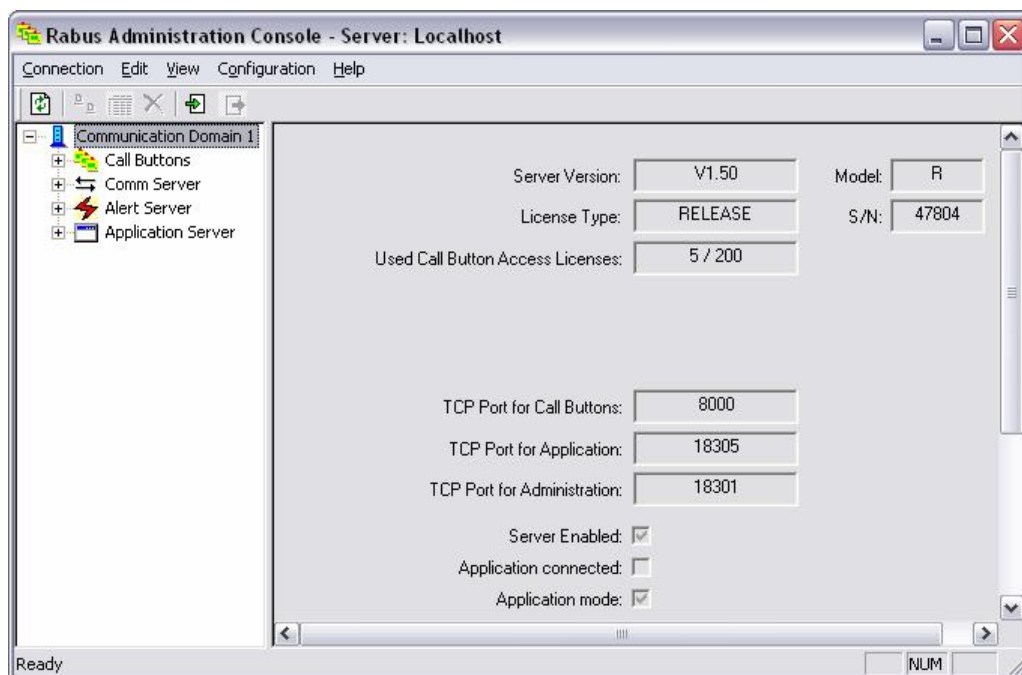 Rabus Administration Console - Server: Localhost
Connection Edit View Configuration Help
Communication Domain 1
Call Buttons
Comm Server
Alert Server
Application Server
Server Version: V1.50 Model: R
License Type: RELEASE S/N: 47804
Used Call Button Access Licenses: 5 / 200
TCP Port for Call Buttons: 8000
TCP Port for Application: 18305
TCP Port for Administration: 18301
Server Enabled:
Application connected:
Application mode:
Ready NUM